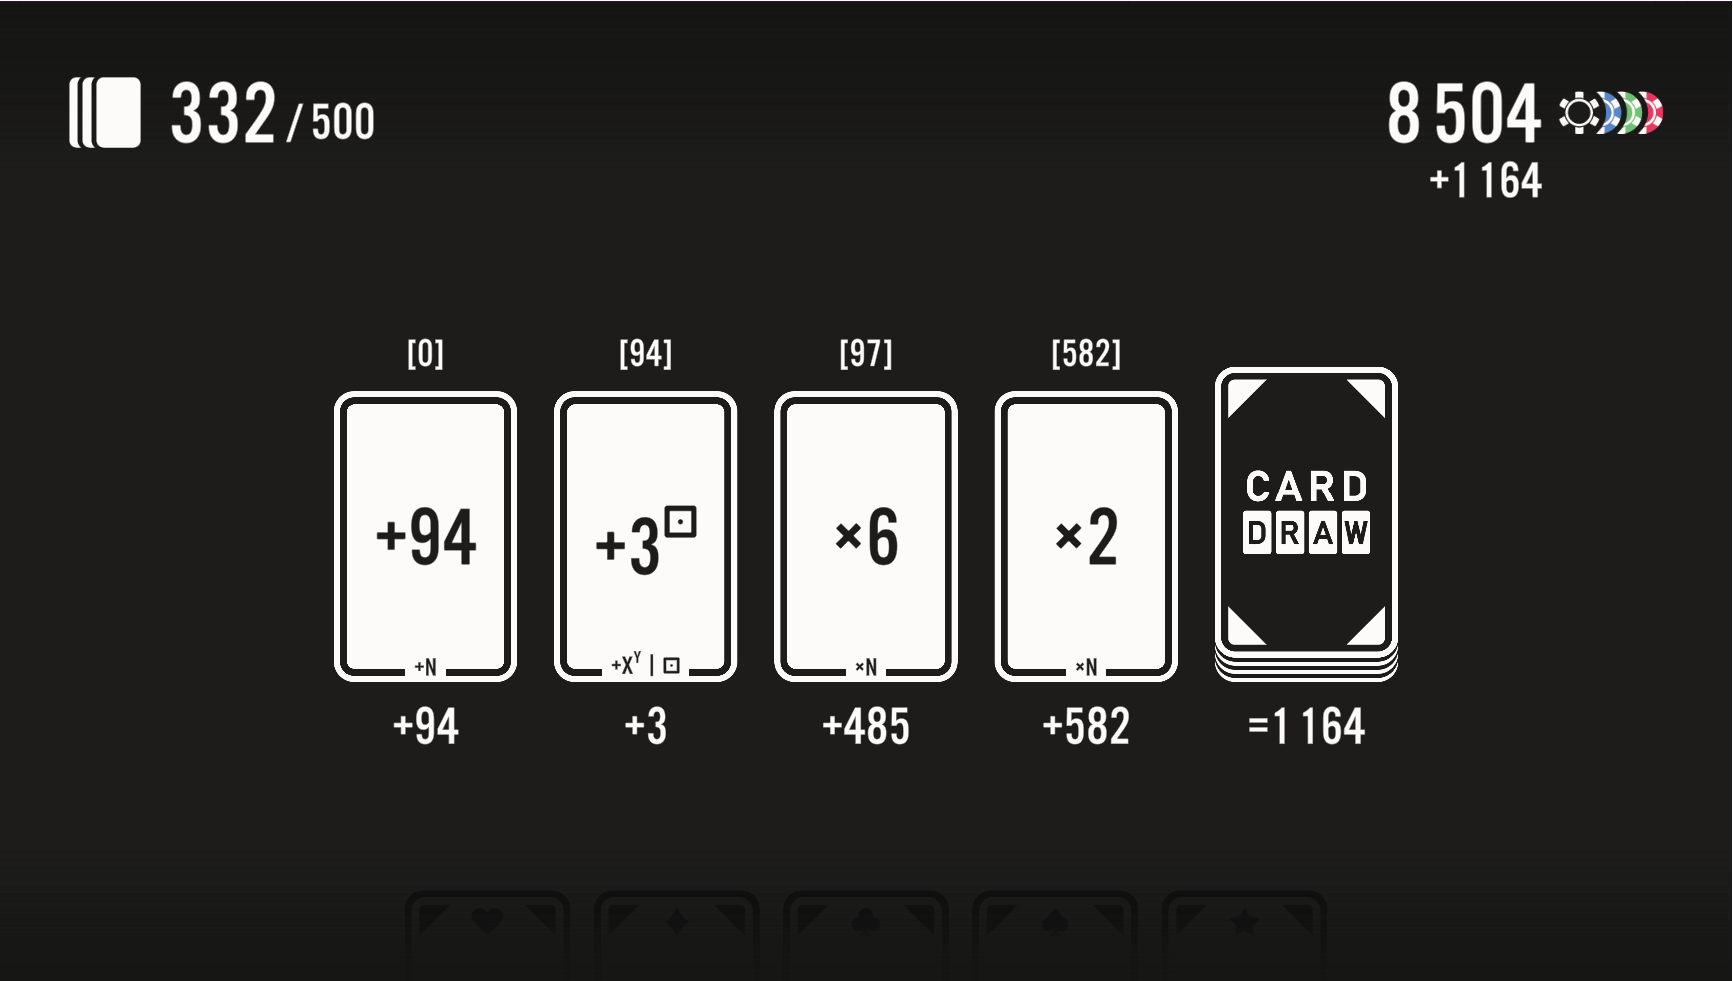 332 / 500
8 504
+1 164
[0] [94] [97] [582]
+94 +3⚀ ×6 ×2
CARD
DRAW
+N +Xʸ | ⚀ ×N ×N
+94 +3 +485 +582 =1 164